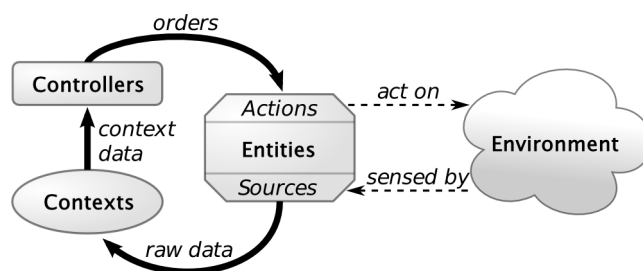 orders
Controllers
Actions
act on
context
data
Entities
Environment
Contexts
Sources
sensed by
raw data